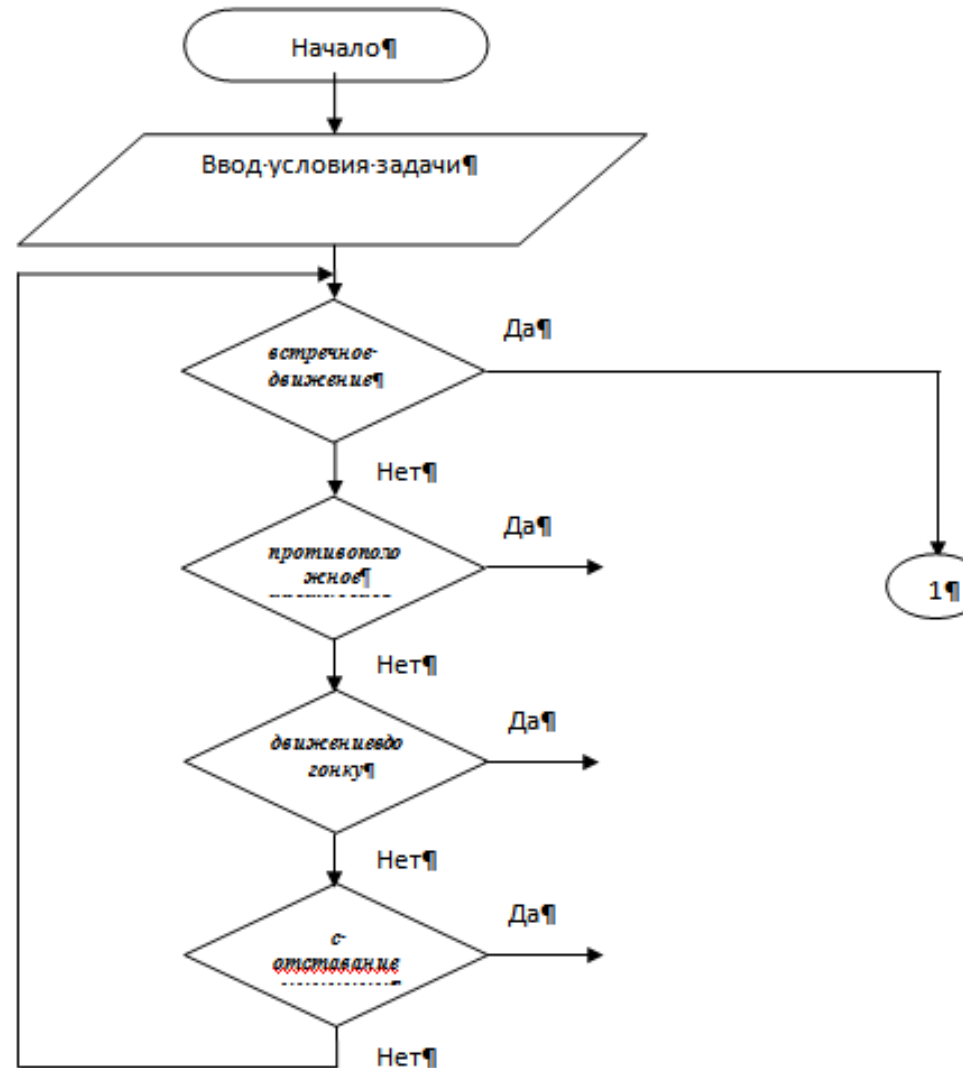 Начало¶
Ввод·условия·задачи¶
Да¶
встречное·
движение¶
Нет¶
Да¶
противополо
жное¶
1¶
Нет¶
Да¶
движениевдо
гонку¶
Нет¶
Да¶
с·
отставание
Нет¶